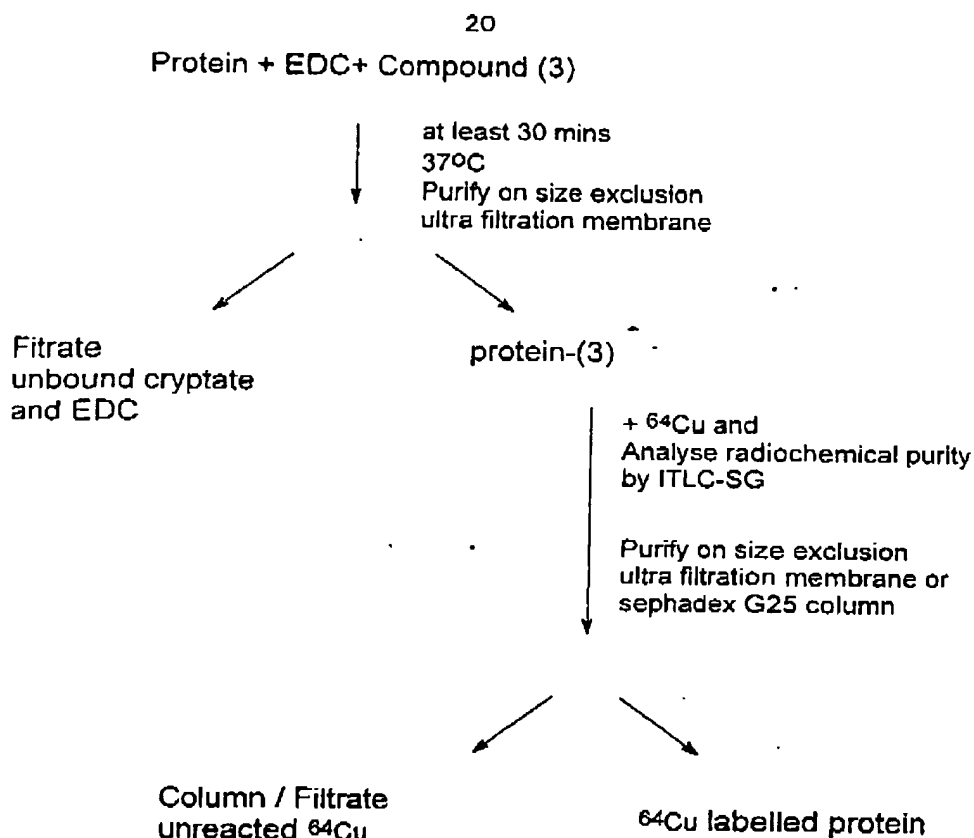 20
Protein + EDC+ Compound (3)
at least 30 mins
37ºC
Purify on size exclusion
ultra filtration membrane
Fitrate
unbound cryptate
and EDC
protein-(3)
+ ⁶⁴Cu and
Analyse radiochemical purity
by ITLC-SG
Purify on size exclusion
ultra filtration membrane or
sephadex G25 column
Column / Filtrate
unreacted ⁶⁴Cu
⁶⁴Cu labelled protein